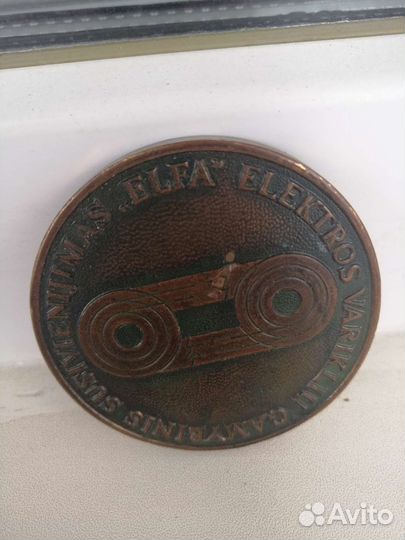 „ELFA“ ELEKTROS VARIKLIŲ GAMYBINIS SUSIVIENIJIMAS
Avito